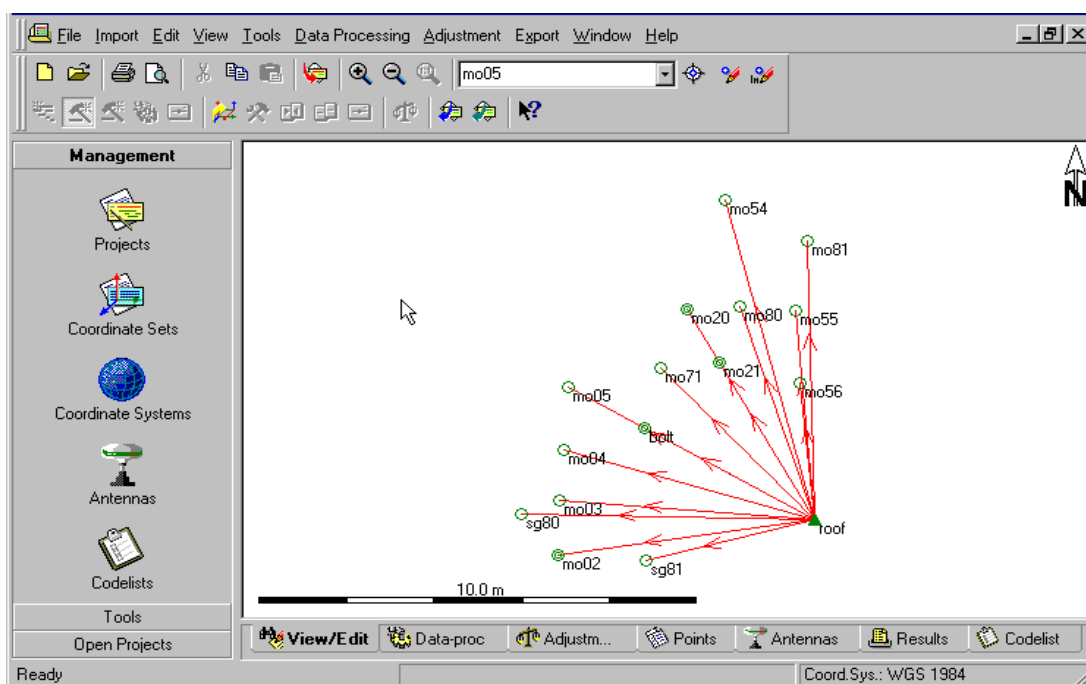 File Import Edit View Tools Data Processing Adjustment Export Window Help
mo05
Management
Projects
Coordinate Sets
Coordinate Systems
Antennas
Codelists
Tools
Open Projects
N
mo54
mo81
mo20
mo80
mo55
mo71
mo21
mo56
mo05
bolt
mo04
mo03
sg80
roof
mo02
sg81
10.0 m
View/Edit Data-proc Adjustm... Points Antennas Results Codelist
Ready Coord.Sys.: WGS 1984